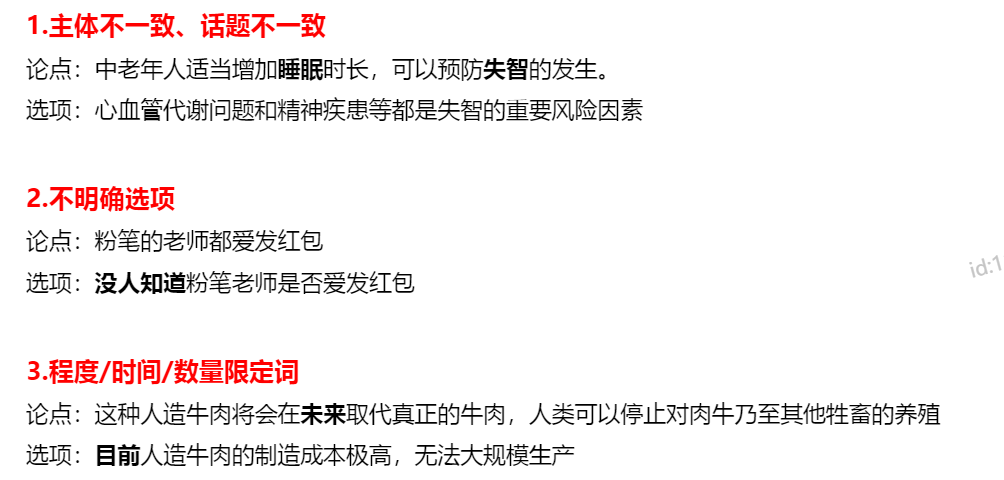 1.主体不一致、话题不一致
论点：中老年人适当增加睡眠时长，可以预防失智的发生。
选项：心血管代谢问题和精神疾患等都是失智的重要风险因素
2.不明确选项
论点：粉笔的老师都爱发红包
选项：没人知道粉笔老师是否爱发红包
id:1
3.程度/时间/数量限定词
论点：这种人造牛肉将会在未来取代真正的牛肉，人类可以停止对肉牛乃至其他牲畜的养殖
选项：目前人造牛肉的制造成本极高，无法大规模生产